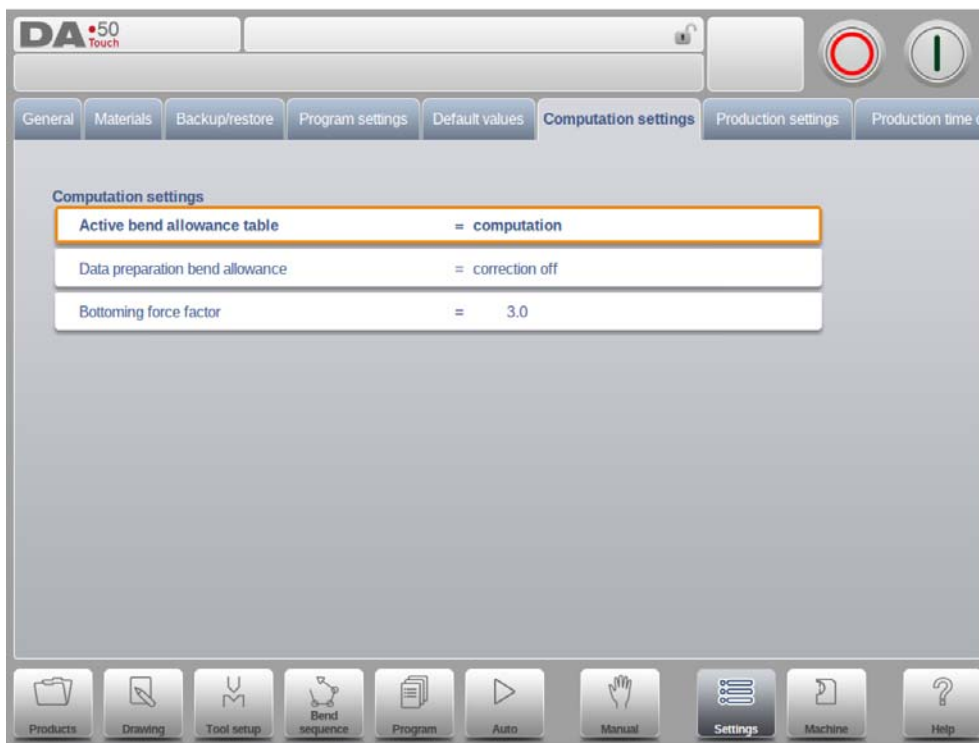 DA 50
Touch
General Materials Backup/restore Program settings Default values Computation settings Production settings Production time
Computation settings
Active bend allowance table = computation
Data preparation bend allowance = correction off
Bottoming force factor = 3.0
Products Drawing Tool setup Bend sequence Program Auto Manual Settings Machine Help